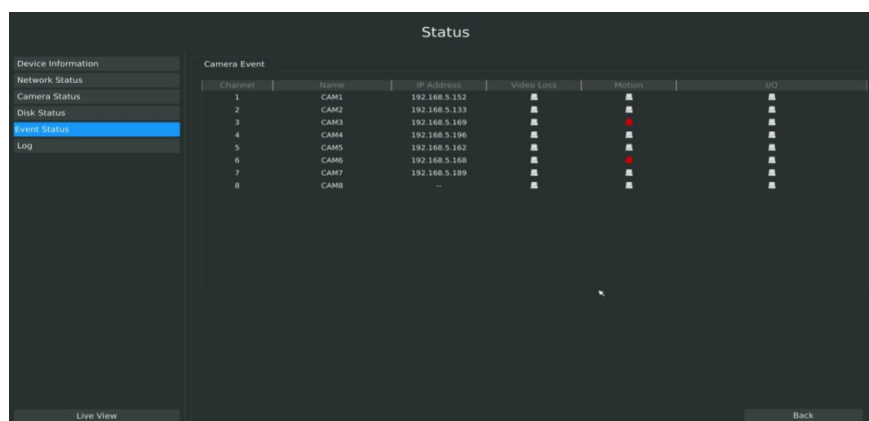 Status
Device Information
Network Status
Camera Status
Disk Status
Event Status
Log
Camera Event
Channel Name IP Address Video Loss Motion I/O
1 CAM1 192.168.5.152
2 CAM2 192.168.5.133
3 CAM3 192.168.5.169
4 CAM4 192.168.5.196
5 CAM5 192.168.5.162
6 CAM6 192.168.5.168
7 CAM7 192.168.5.189
8 CAM8 --
Live View
Back